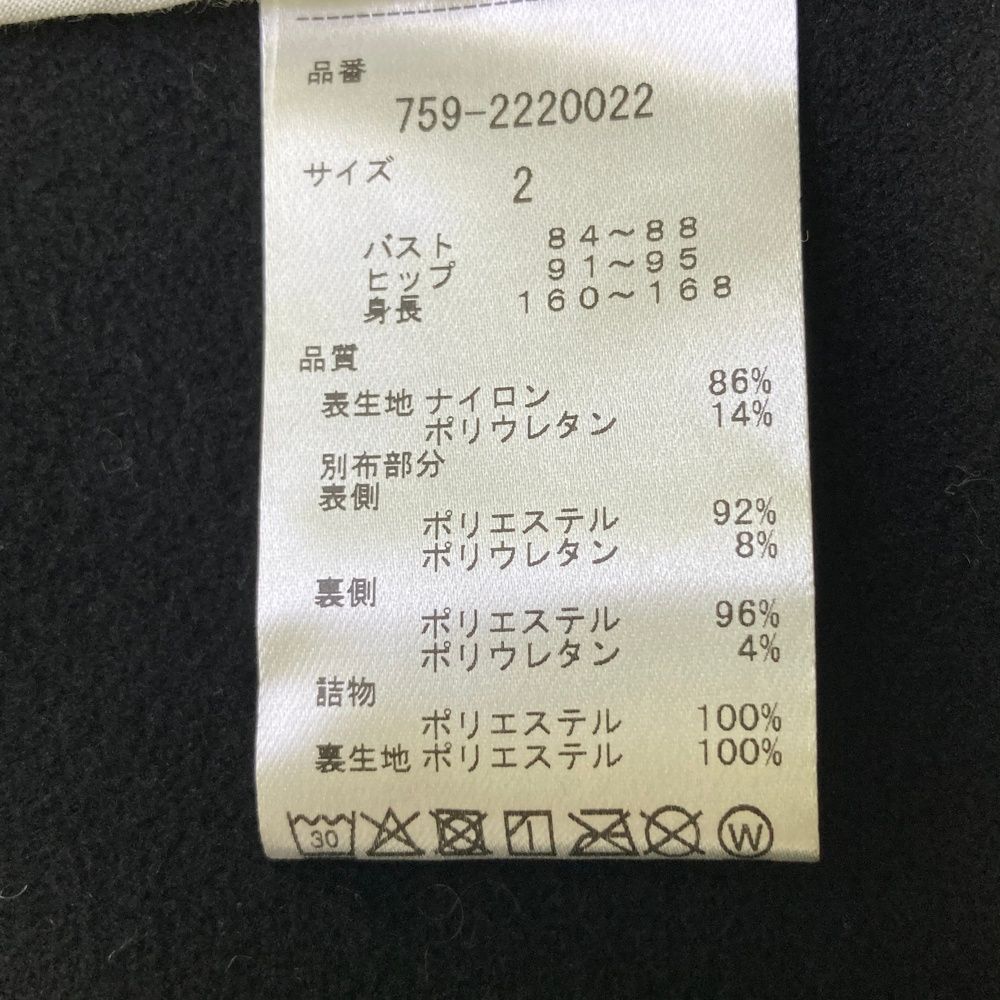 品番
759-2220022
サイズ 2
バスト 84～88
ヒップ 91～95
身長 160～168
品質
表生地 ナイロン 86%
ポリウレタン 14%
別布部分
表側
ポリエステル 92%
ポリウレタン 8%
裏側
ポリエステル 96%
ポリウレタン 4%
詰物
ポリエステル 100%
裏生地 ポリエステル 100%
30 W